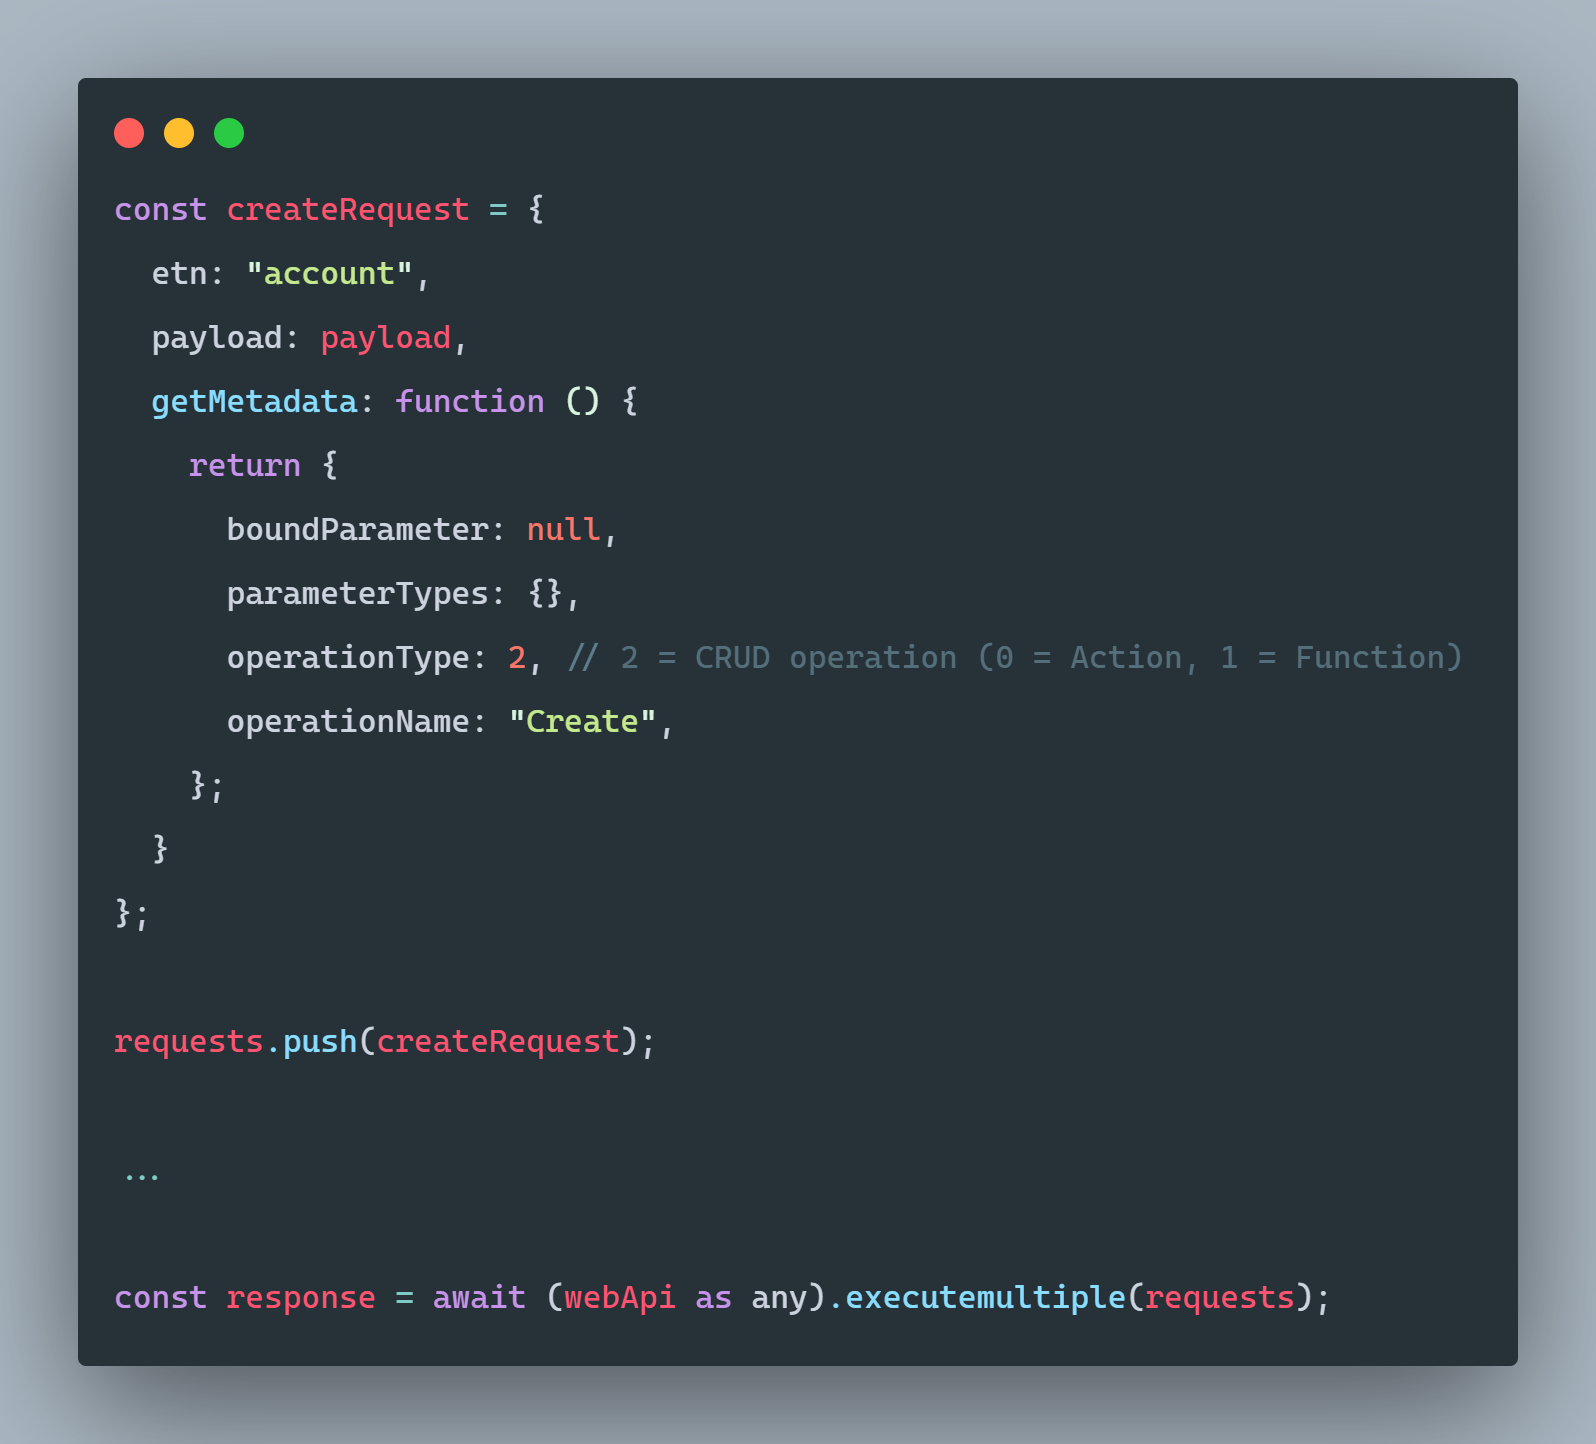 const createRequest = {
  etn: "account",
  payload: payload,
  getMetadata: function () {
    return {
      boundParameter: null,
      parameterTypes: {},
      operationType: 2, // 2 = CRUD operation (0 = Action, 1 = Function)
      operationName: "Create",
    };
  }
};
requests.push(createRequest);
...
const response = await (webApi as any).executemultiple(requests);